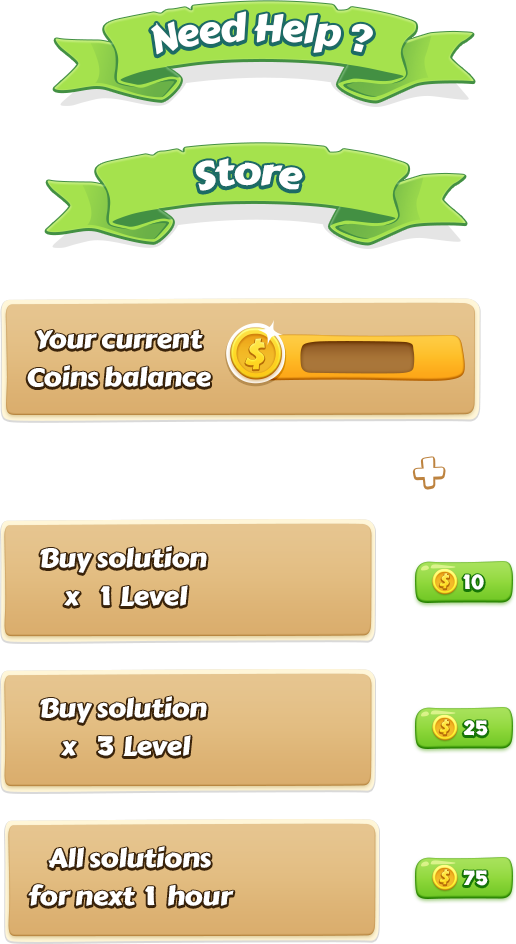 Need Help ?
Store
Your current
Coins balance
Buy solution
x 1 Level
10
Buy solution
x 3 Level
25
All solutions
for next 1 hour
75